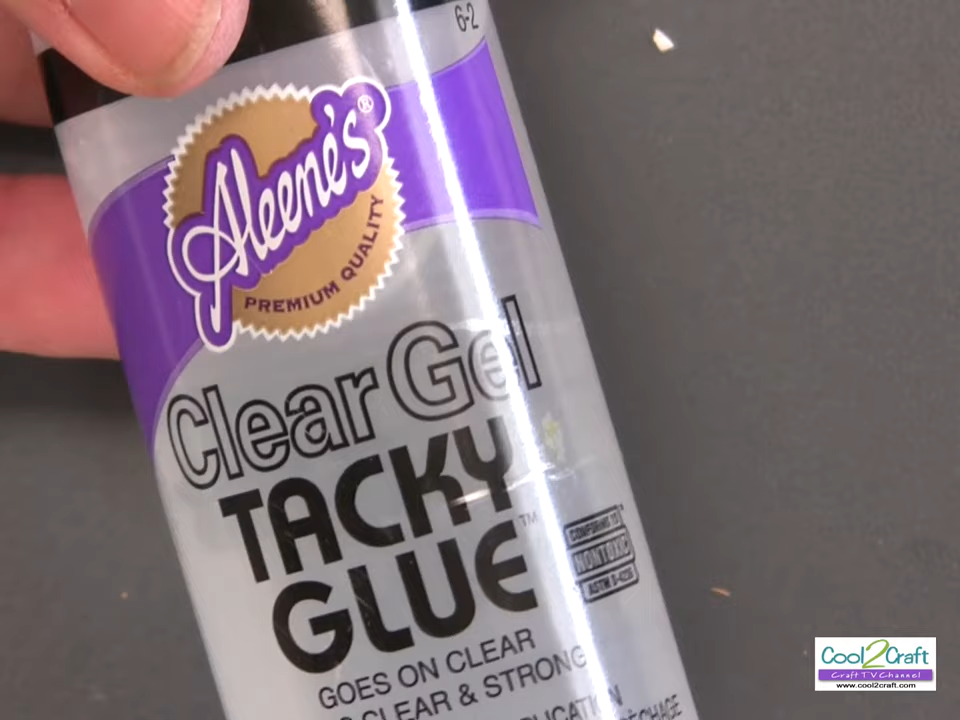 6-2
Aleene's®
PREMIUM QUALITY
Clear Gel
TACKY
GLUE™
CONFORMS TO
NONTOXIC
ASTM D-4236
GOES ON CLEAR
CLEAR & STRONG
Cool2Craft
Craft TV Channel
www.cool2craft.com